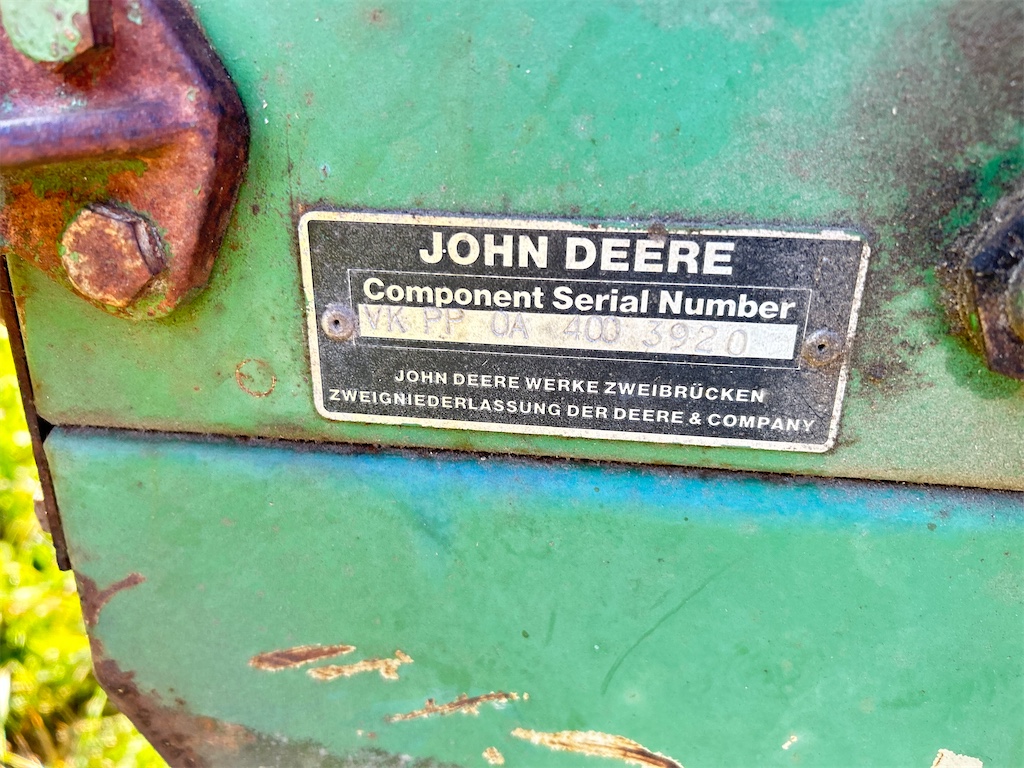 JOHN DEERE
Component Serial Number
VK PP 0A 400 3920
JOHN DEERE WERKE ZWEIBRÜCKEN
ZWEIGNIEDERLASSUNG DER DEERE & COMPANY